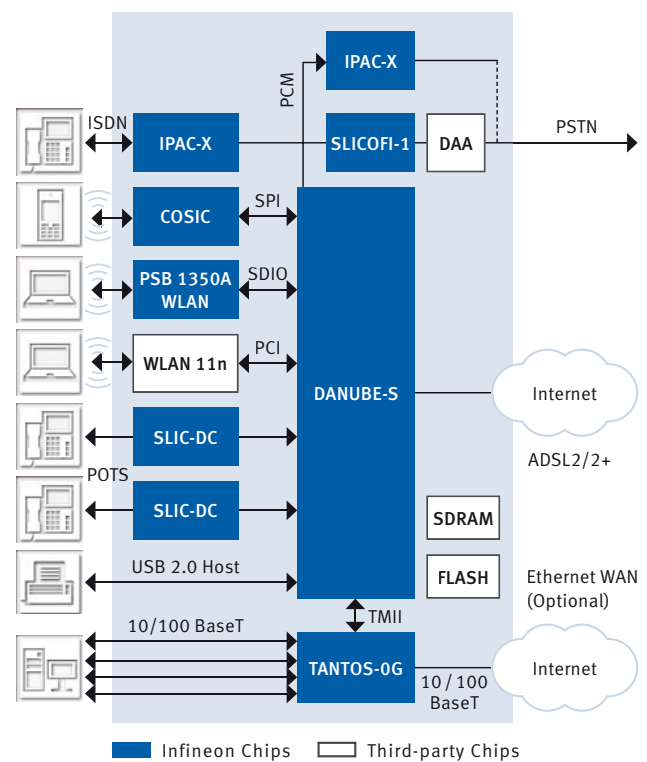 IPAC-X
PCM
ISDN
IPAC-X
SLICOFI-1
DAA
PSTN
COSIC
SPI
PSB 1350A
WLAN
SDIO
WLAN 11n
PCI
DANUBE-S
Internet
ADSL2/2+
SLIC-DC
POTS
SLIC-DC
SDRAM
USB 2.0 Host
FLASH
Ethernet WAN
(Optional)
TMII
10/100 BaseT
TANTOS-0G
10/100
BaseT
Internet
Infineon Chips
Third-party Chips